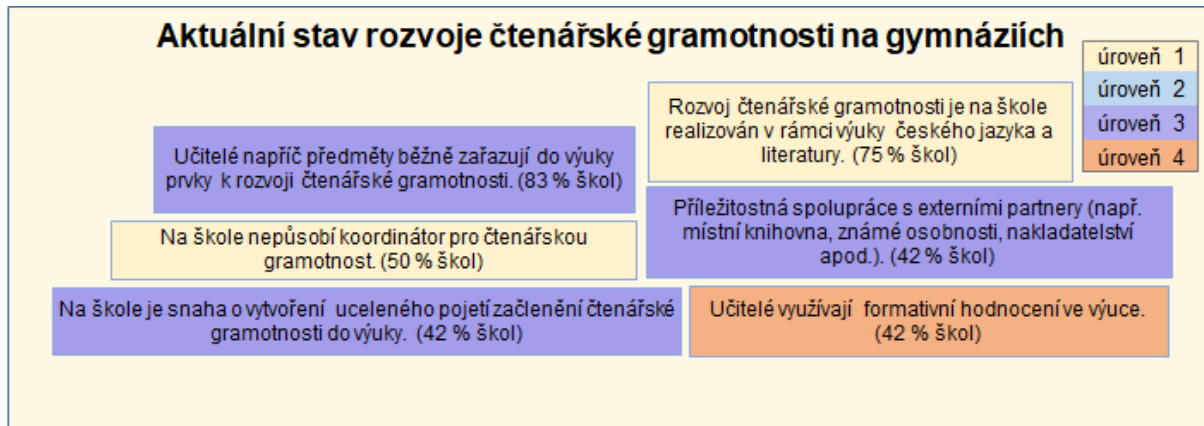 Aktuální stav rozvoje čtenářské gramotnosti na gymnáziích
úroveň 1
úroveň 2
úroveň 3
úroveň 4
Rozvoj čtenářské gramotnosti je na škole
realizován v rámci výuky českého jazyka a
literatury. (75 % škol)
Učitelé napříč předměty běžně zařazují do výuky
prvky k rozvoji čtenářské gramotnosti. (83 % škol)
Příležitostná spolupráce s externími partnery (např.
místní knihovna, známé osobnosti, nakladatelství
apod.). (42 % škol)
Na škole nepůsobí koordinátor pro čtenářskou
gramotnost. (50 % škol)
Na škole je snaha o vytvoření uceleného pojetí začlenění čtenářské
gramotnosti do výuky. (42 % škol)
Učitelé využívají formativní hodnocení ve výuce.
(42 % škol)